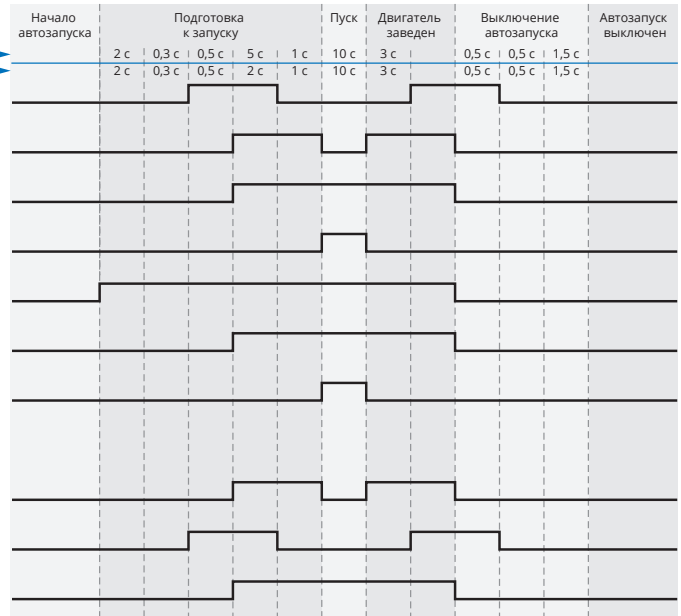 Начало
автозапуска
Подготовка
к запуску
Пуск
Двигатель
заведен
Выключение
автозапуска
Автозапуск
выключен
2 с 0,3 с 0,5 с 5 с 1 с 10 с 3 с 0,5 с 0,5 с 1,5 с
2 с 0,3 с 0,5 с 2 с 1 с 10 с 3 с 0,5 с 0,5 с 1,5 с